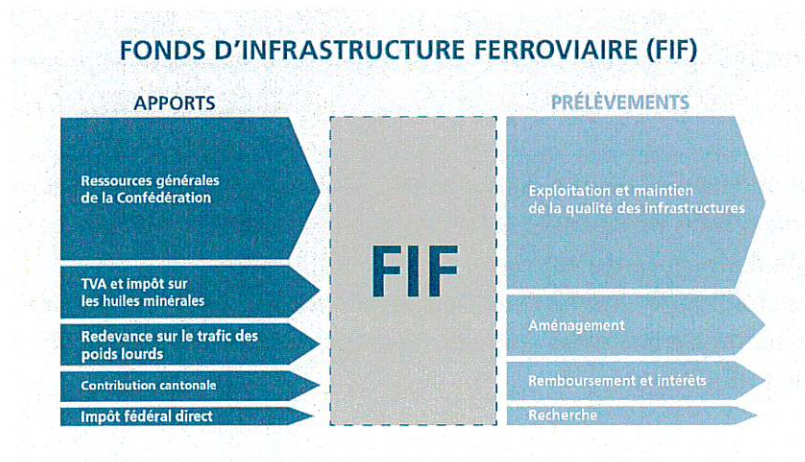 FONDS D'INFRASTRUCTURE FERROVIAIRE (FIF)
APPORTS
Ressources générales
de la Confédération
TVA et impôt sur
les huiles minérales
Redevance sur le trafic des
poids lourds
Contribution cantonale
Impôt fédéral direct
FIF
PRÉLÈVEMENTS
Exploitation et maintien
de la qualité des infrastructures
Aménagement
Remboursement et intérêts
Recherche